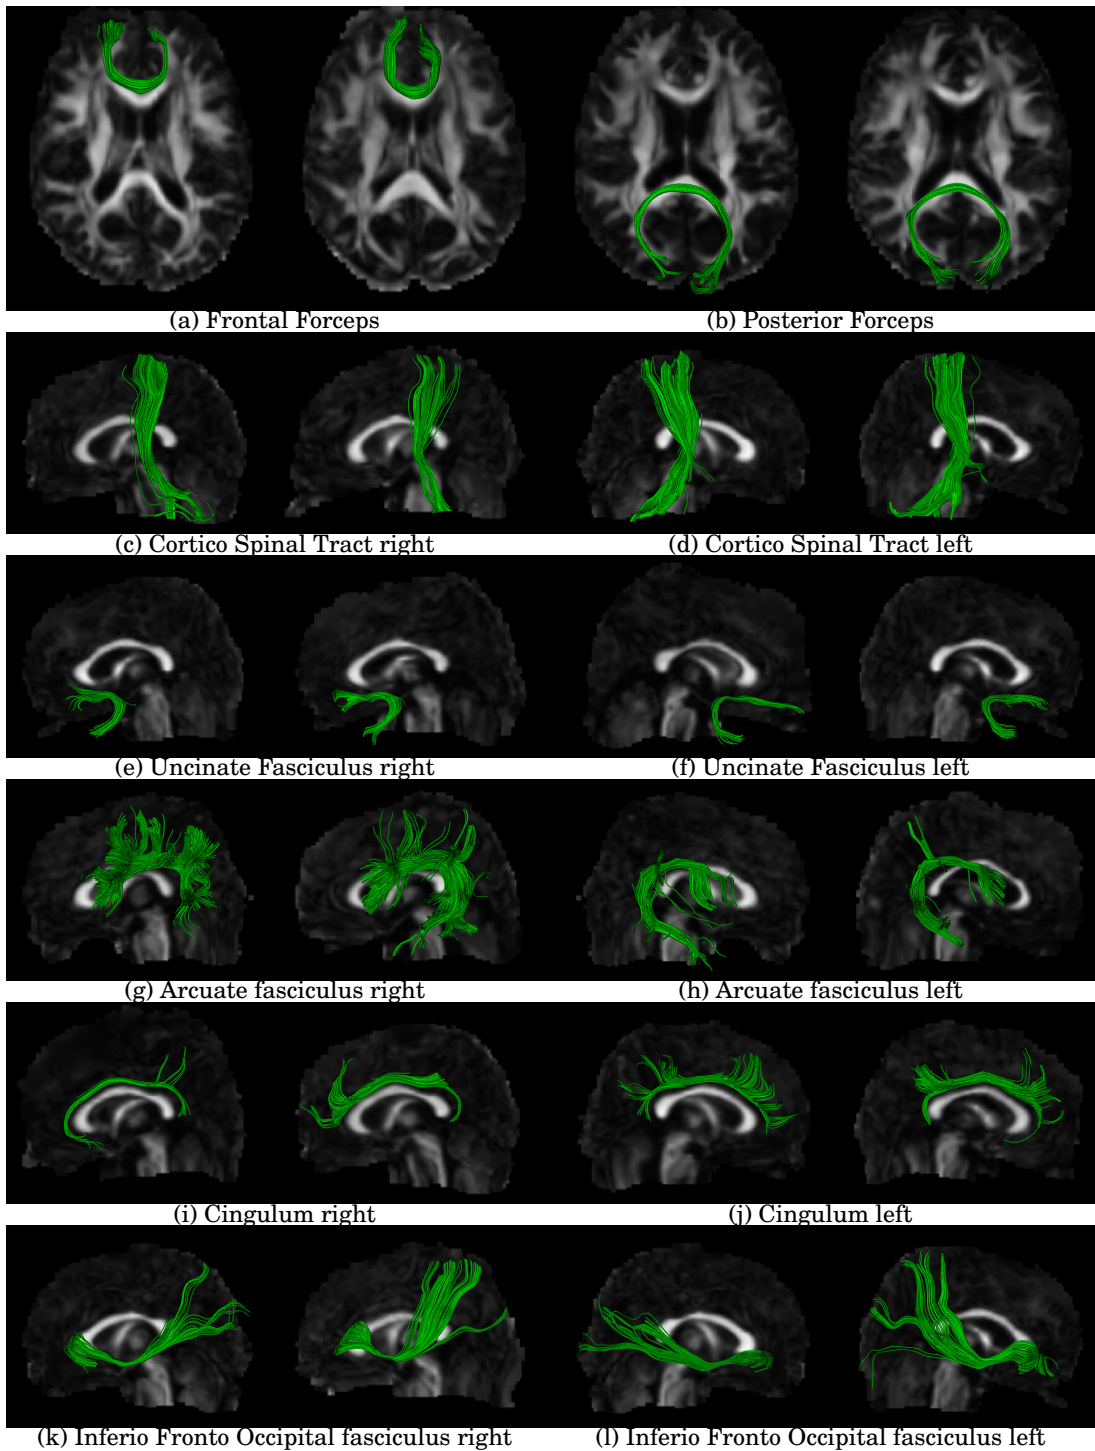 (a) Frontal Forceps
(b) Posterior Forceps
(c) Cortico Spinal Tract right
(d) Cortico Spinal Tract left
(e) Uncinate Fasciculus right
(f) Uncinate Fasciculus left
(g) Arcuate fasciculus right
(h) Arcuate fasciculus left
(i) Cingulum right
(j) Cingulum left
(k) Inferio Fronto Occipital fasciculus right
(l) Inferio Fronto Occipital fasciculus left